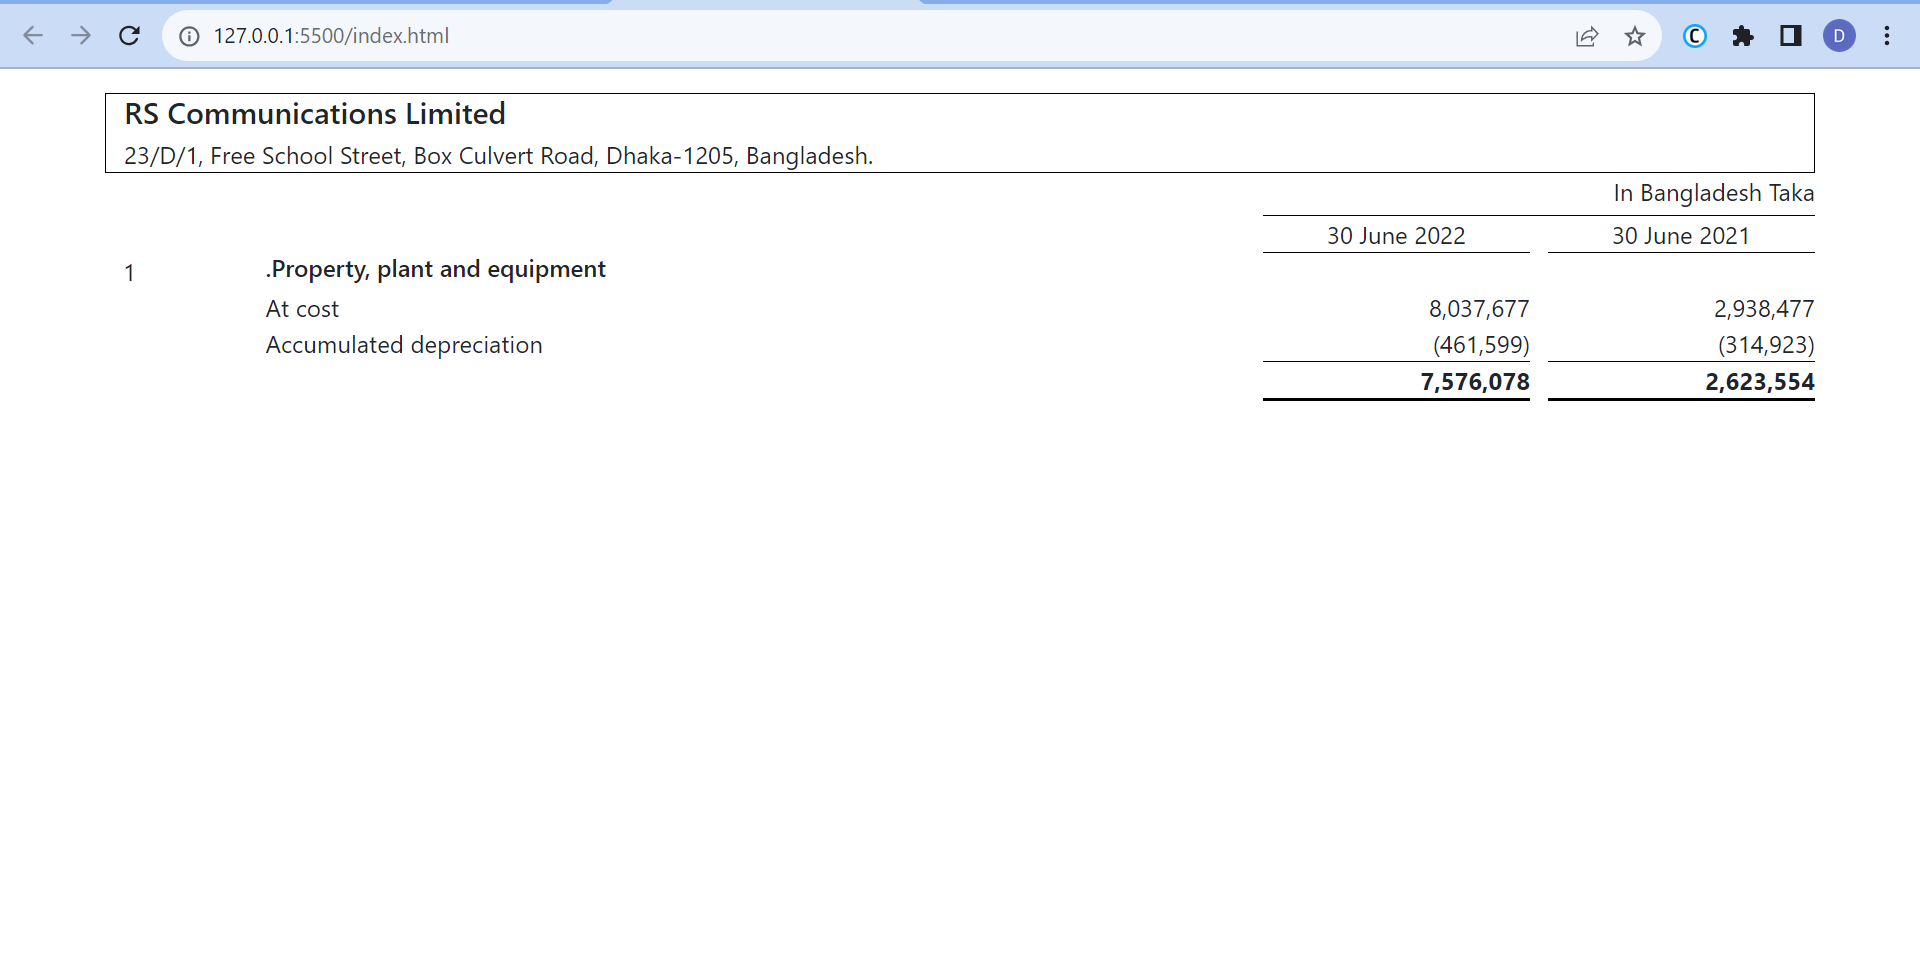 127.0.0.1:5500/index.html
C
D
RS Communications Limited
23/D/1, Free School Street, Box Culvert Road, Dhaka-1205, Bangladesh.
In Bangladesh Taka
30 June 2022 30 June 2021
1 .Property, plant and equipment
At cost 8,037,677 2,938,477
Accumulated depreciation (461,599) (314,923)
7,576,078 2,623,554